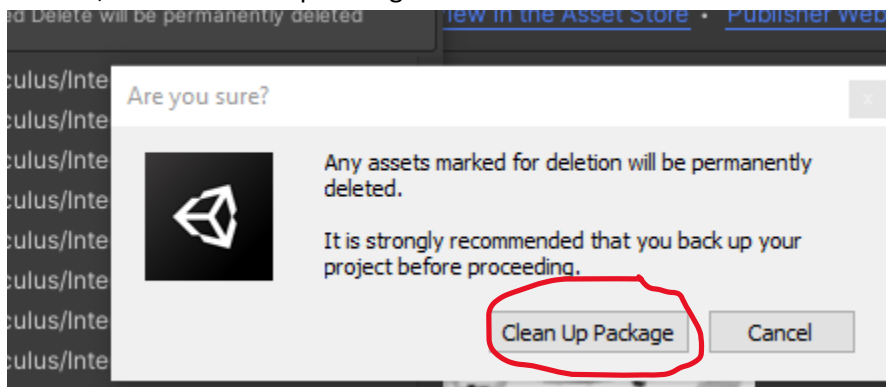 ed Delete will be permanently deleted
iew in the Asset Store • Publisher Web
culus/Inte
Are you sure?
culus/Inte
culus/Inte
Any assets marked for deletion will be permanently
deleted.
culus/Inte
culus/Inte
It is strongly recommended that you back up your
project before proceeding.
culus/Inte
culus/Inte
Clean Up Package
Cancel
culus/Inte